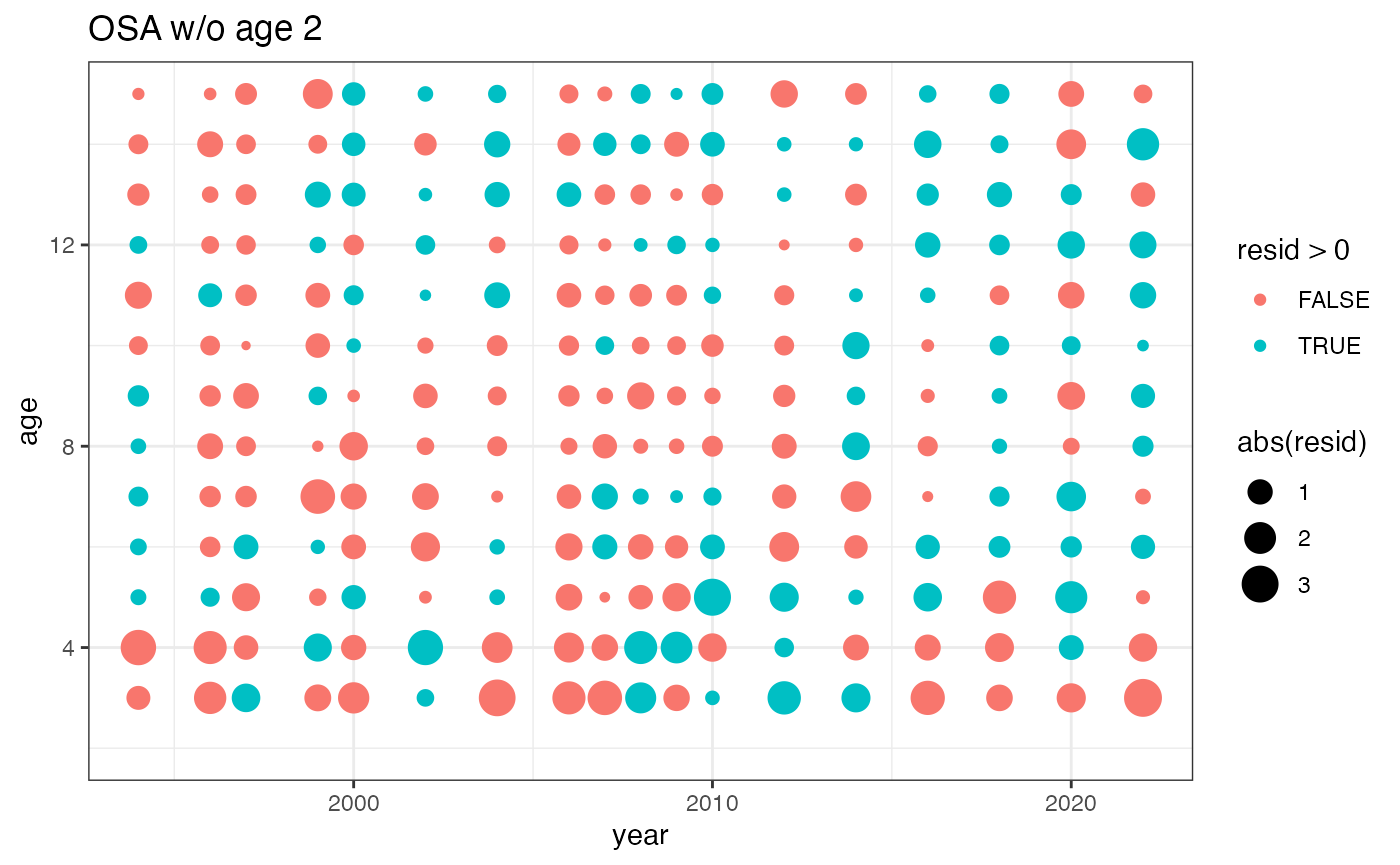 OSA w/o age 2
12
8
4
age
2000
2010
2020
year
resid > 0
FALSE
TRUE
abs(resid)
1
2
3